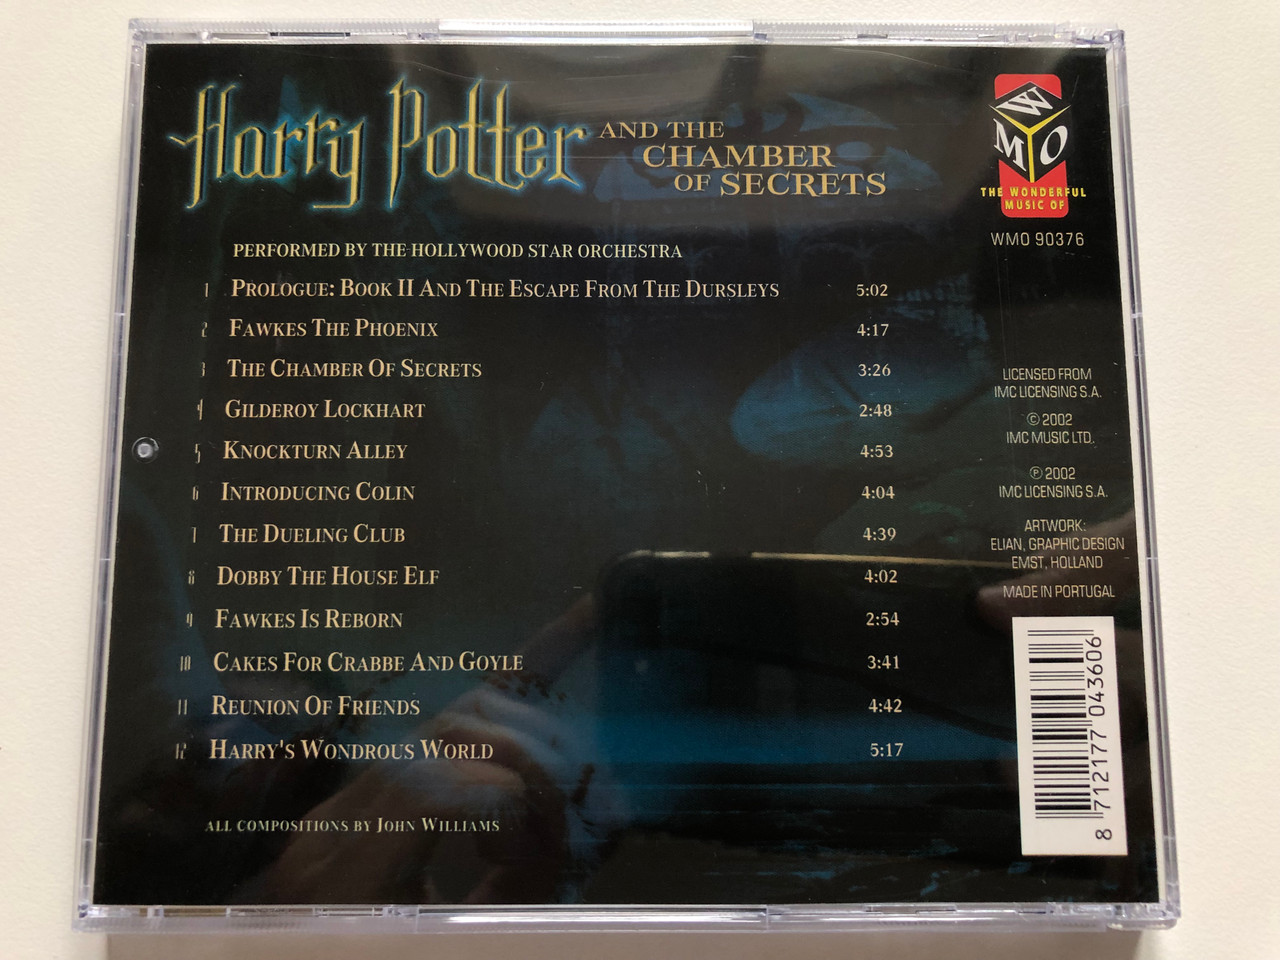 Harry Potter AND THE
CHAMBER
OF SECRETS
WMO
THE WONDERFUL
MUSIC OF
WMO 90376
PERFORMED BY THE HOLLYWOOD STAR ORCHESTRA
1 PROLOGUE: BOOK II AND THE ESCAPE FROM THE DURSLEYS 5:02
2 FAWKES THE PHOENIX 4:17
3 THE CHAMBER OF SECRETS 3:26
4 GILDEROY LOCKHART 2:48
5 KNOCKTURN ALLEY 4:53
6 INTRODUCING COLIN 4:04
7 THE DUELING CLUB 4:39
8 DOBBY THE HOUSE ELF 4:02
9 FAWKES IS REBORN 2:54
10 CAKES FOR CRABBE AND GOYLE 3:41
11 REUNION OF FRIENDS 4:42
12 HARRY'S WONDROUS WORLD 5:17
ALL COMPOSITIONS BY JOHN WILLIAMS
LICENSED FROM
IMC LICENSING S.A.
© 2002
IMC MUSIC LTD.
℗ 2002
IMC LICENSING S.A.
ARTWORK:
ELIAN, GRAPHIC DESIGN
EMST, HOLLAND
MADE IN PORTUGAL
8 712177 043606